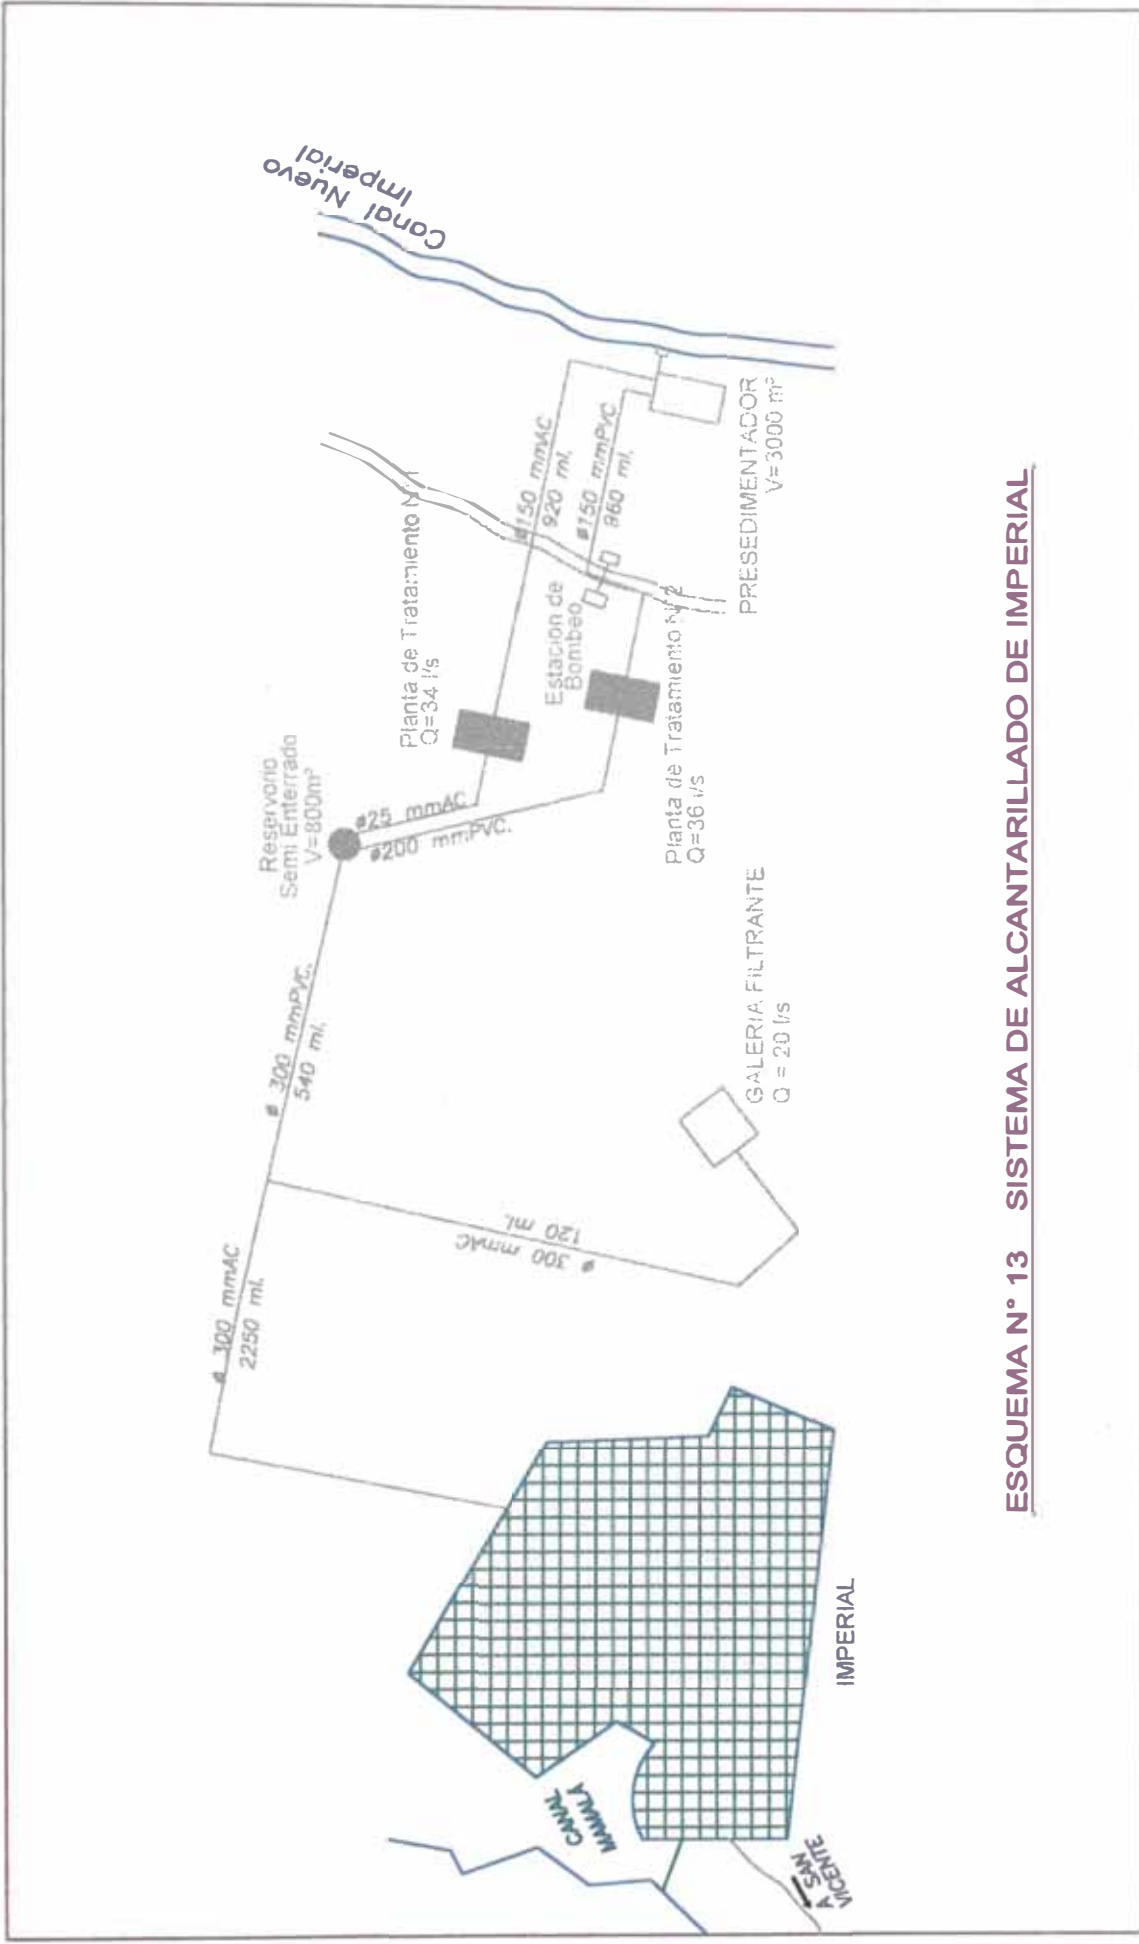 Canal Nuevo
Imperial
Reservorio
Semi Enterrado
V=800m³
Planta de Tratamiento N°1
Q=34 l/s
ø150 mmAC
920 ml.
ø150 mmPVC
860 ml.
Estación de
Bombeo
PRESEDIMENTADOR
V=3000 m³
Planta de Tratamiento N°2
Q=36 l/s
ø25 mmAC
ø200 mmPVC.
ø 300 mmPVC.
540 ml.
ø 300 mmAC
2250 ml.
ø 300 mmAC
120 ml.
GALERIA FILTRANTE
Q = 20 l/s
CANAL
MAMALA
A SAN
VICENTE
IMPERIAL
ESQUEMA N° 13 SISTEMA DE ALCANTARILLADO DE IMPERIAL